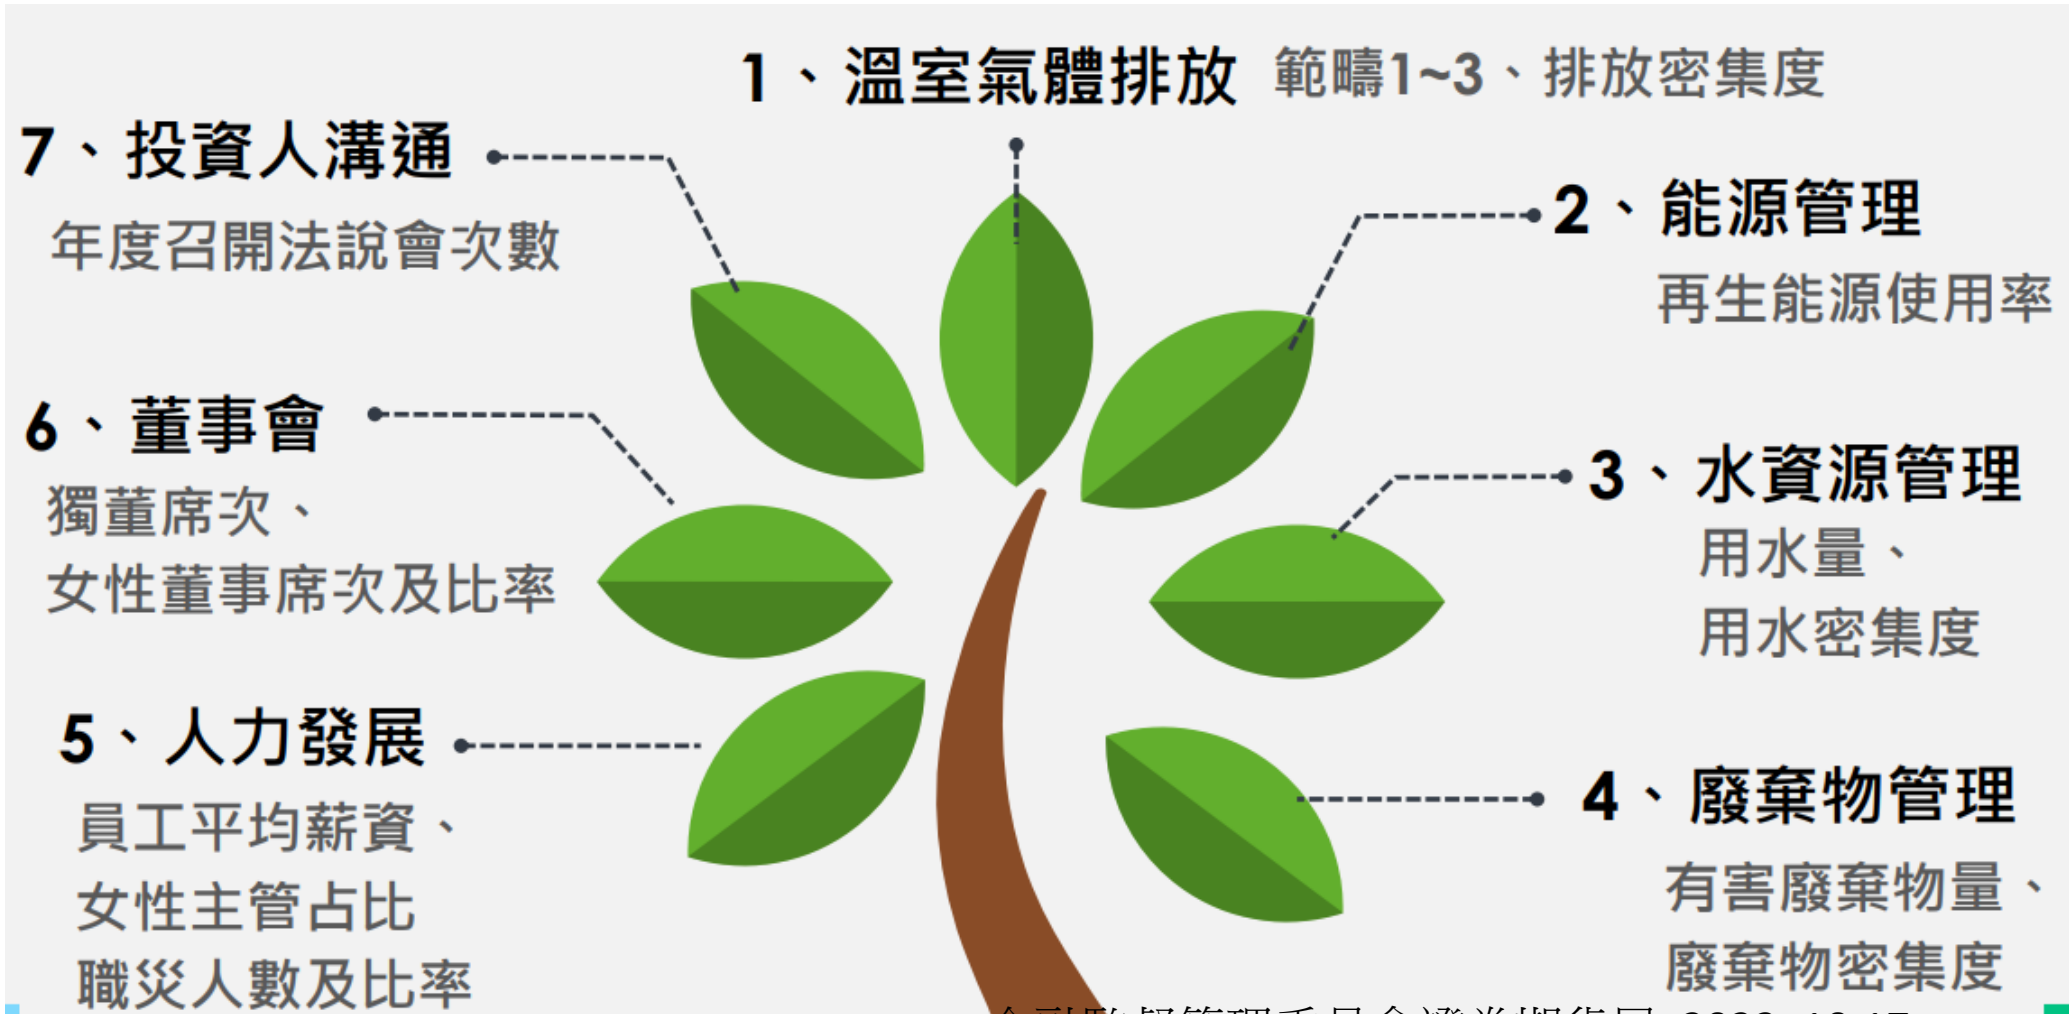 1、溫室氣體排放 範疇1~3、排放密集度
2、能源管理
再生能源使用率
3、水資源管理
用水量、
用水密集度
4、廢棄物管理
有害廢棄物量、
廢棄物密集度
5、人力發展
員工平均薪資、
女性主管占比
職災人數及比率
6、董事會
獨董席次、
女性董事席次及比率
7、投資人溝通
年度召開法說會次數